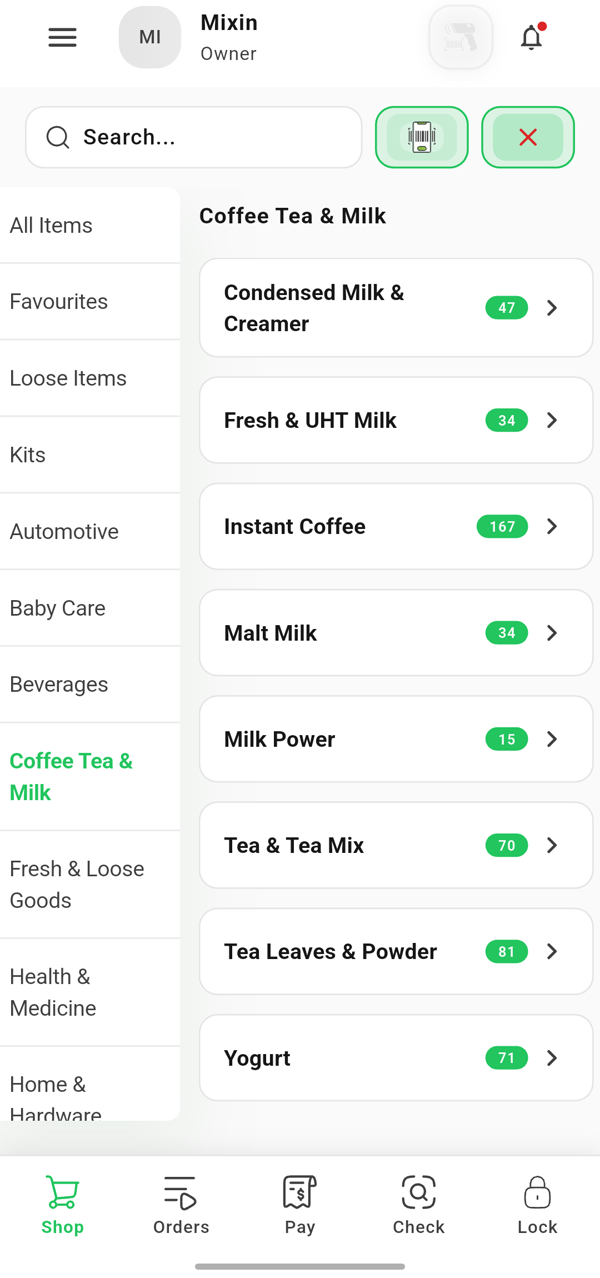 MI
Mixin
Owner
Search...
All Items
Favourites
Loose Items
Kits
Automotive
Baby Care
Beverages
Coffee Tea &
Milk
Fresh & Loose
Goods
Health &
Medicine
Home &
Hardware
Coffee Tea & Milk
Condensed Milk &
Creamer
47
Fresh & UHT Milk
34
Instant Coffee
167
Malt Milk
34
Milk Power
15
Tea & Tea Mix
70
Tea Leaves & Powder
81
Yogurt
71
Shop
Orders
Pay
Check
Lock